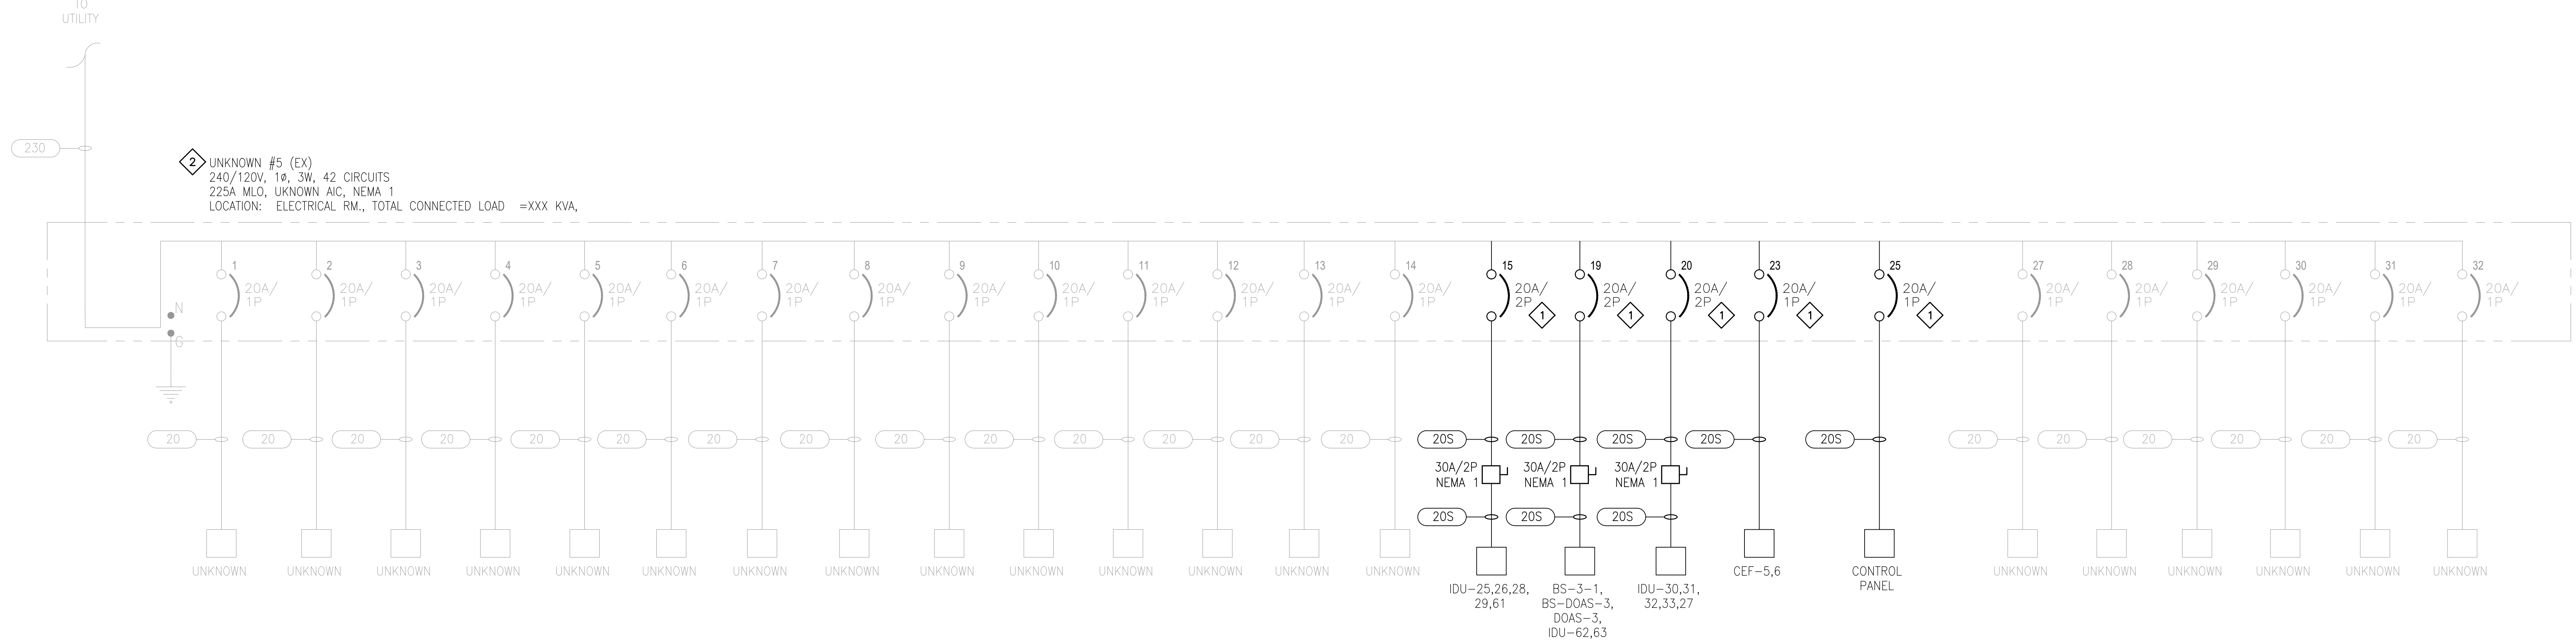 TO
UTILITY
230
2
UNKNOWN #5 (EX)
240/120V, 1ø, 3W, 42 CIRCUITS
225A MLO, UKNOWN AIC, NEMA 1
LOCATION: ELECTRICAL RM., TOTAL CONNECTED LOAD =XXX KVA,
N
G
1 2 3 4 5 6 7 8 9 10 11 12 13 14 15 19 20 23 25 27 28 29 30 31 32
20A/ 20A/ 20A/ 20A/ 20A/ 20A/ 20A/ 20A/ 20A/ 20A/ 20A/ 20A/ 20A/ 20A/ 20A/ 20A/ 20A/ 20A/ 20A/ 20A/ 20A/ 20A/ 20A/ 20A/ 20A/
1P 1P 1P 1P 1P 1P 1P 1P 1P 1P 1P 1P 1P 1P 2P 2P 2P 1P 1P 1P 1P 1P 1P 1P 1P
1 1 1 1 1
20 20 20 20 20 20 20 20 20 20 20 20 20 20 20S 20S 20S 20S 20S 20 20 20 20 20 20
30A/2P 30A/2P 30A/2P
NEMA 1 NEMA 1 NEMA 1
20S 20S 20S
UNKNOWN UNKNOWN UNKNOWN UNKNOWN UNKNOWN UNKNOWN UNKNOWN UNKNOWN UNKNOWN UNKNOWN UNKNOWN UNKNOWN UNKNOWN UNKNOWN
IDU-25,26,28,
29,61
BS-3-1,
BS-DOAS-3,
DOAS-3,
IDU-62,63
IDU-30,31,
32,33,27
CEF-5,6
CONTROL
PANEL
UNKNOWN UNKNOWN UNKNOWN UNKNOWN UNKNOWN UNKNOWN